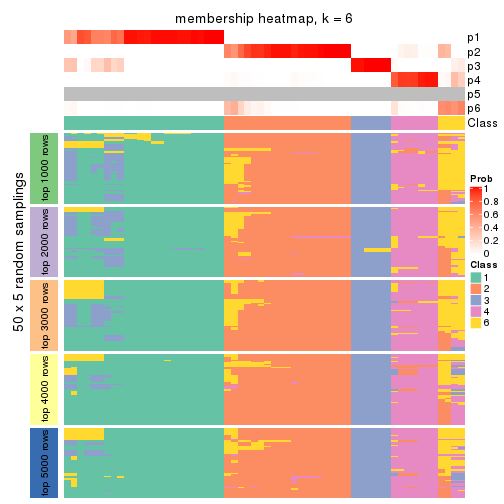 membership heatmap, k = 6
p1
p2
p3
p4
p5
p6
Class
50 x 5 random samplings
top 1000 rows
top 2000 rows
top 3000 rows
top 4000 rows
top 5000 rows
Prob
1
0.8
0.6
0.4
0.2
0
Class
1
2
3
4
6